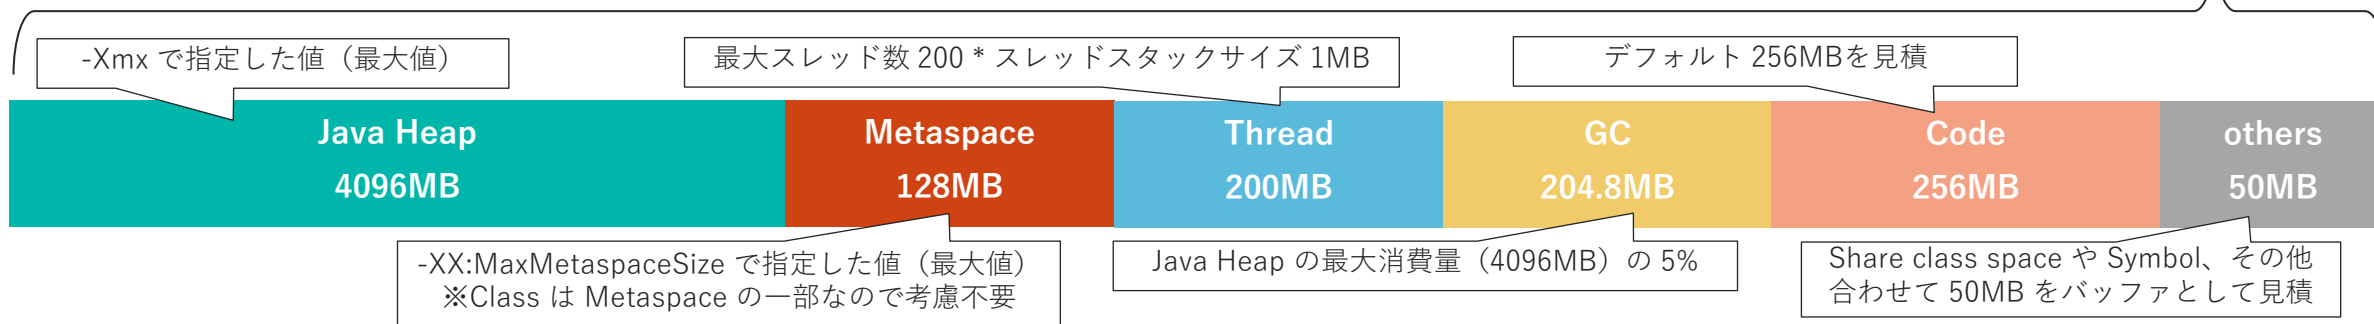 -Xmx で指定した値（最大値）
最大スレッド数 200 * スレッドスタックサイズ 1MB
デフォルト 256MBを見積
Java Heap
4096MB
Metaspace
128MB
Thread
200MB
GC
204.8MB
Code
256MB
others
50MB
-XX:MaxMetaspaceSize で指定した値（最大値）
※Class は Metaspace の一部なので考慮不要
Java Heap の最大消費量（4096MB）の 5%
Share class space や Symbol、その他
合わせて 50MB をバッファとして見積